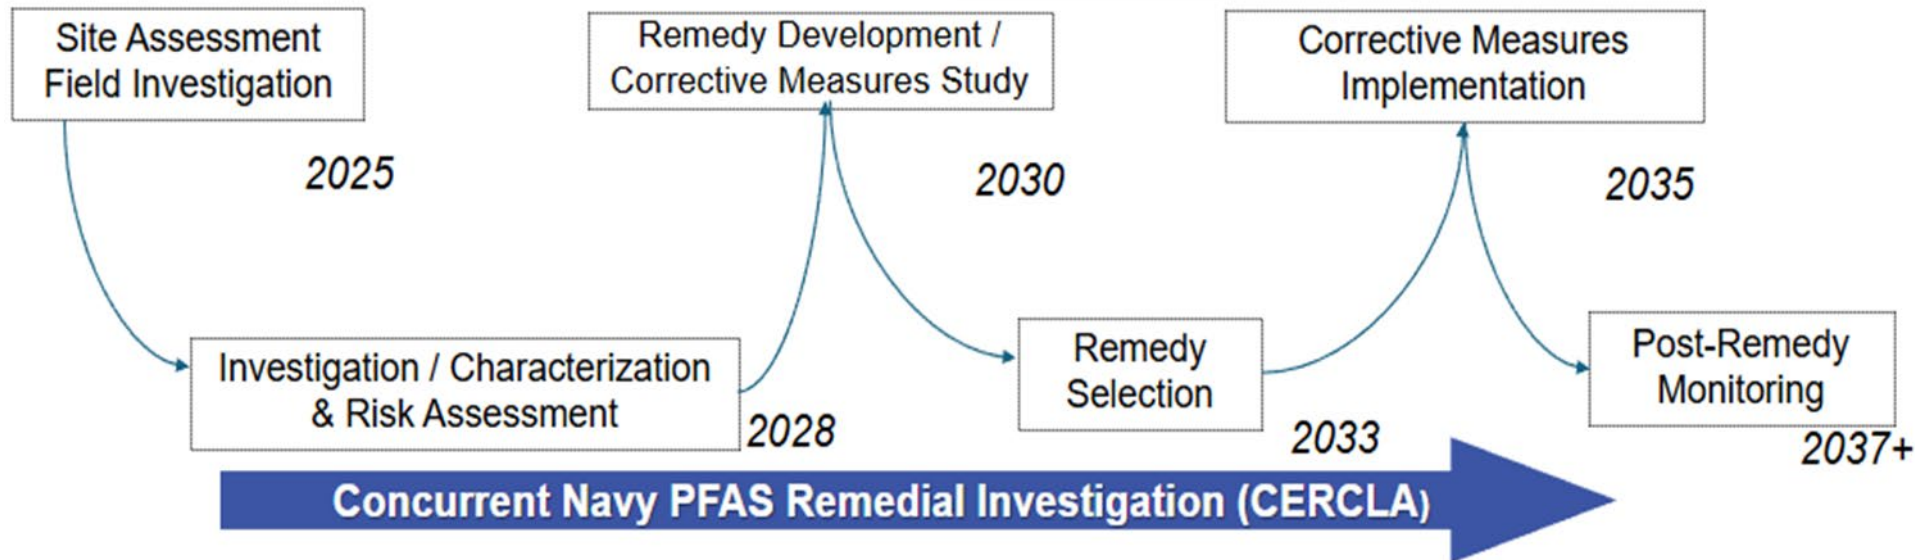 Site Assessment
Field Investigation
2025
Investigation / Characterization
& Risk Assessment
2028
Remedy Development /
Corrective Measures Study
2030
Remedy
Selection
2033
Corrective Measures
Implementation
2035
Post-Remedy
Monitoring
2037+
Concurrent Navy PFAS Remedial Investigation (CERCLA)